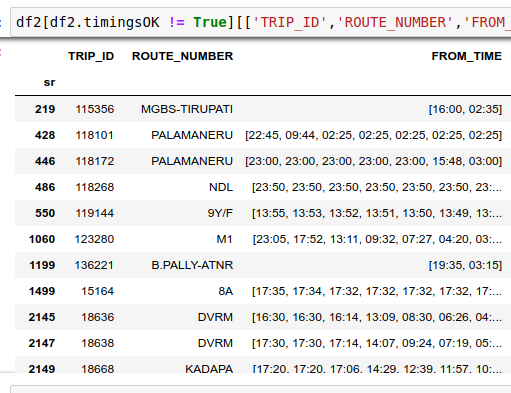 df2[df2.timingsOK != True][['TRIP_ID','ROUTE_NUMBER','FROM_
TRIP_ID ROUTE_NUMBER FROM_TIME
sr
219 115356 MGBS-TIRUPATI [16:00, 02:35]
428 118101 PALAMANERU [22:45, 09:44, 02:25, 02:25, 02:25, 02:25, 02:25]
446 118172 PALAMANERU [23:00, 23:00, 23:00, 23:00, 23:00, 15:48, 03:00]
486 118268 NDL [23:50, 23:50, 23:50, 23:50, 23:50, 23:50, 23:...
550 119144 9Y/F [13:55, 13:53, 13:52, 13:51, 13:50, 13:49, 13:...
1060 123280 M1 [23:05, 17:52, 13:11, 09:32, 07:27, 04:20, 03:...
1199 136221 B.PALLY-ATNR [19:35, 03:15]
1499 15164 8A [17:35, 17:34, 17:32, 17:32, 17:32, 17:32, 17:...
2145 18636 DVRM [16:30, 16:30, 16:14, 13:09, 08:30, 06:26, 04:...
2147 18638 DVRM [17:30, 17:30, 17:14, 14:07, 09:24, 07:19, 05:...
2149 18668 KADAPA [17:20, 17:20, 17:06, 14:29, 12:39, 11:57, 10:...